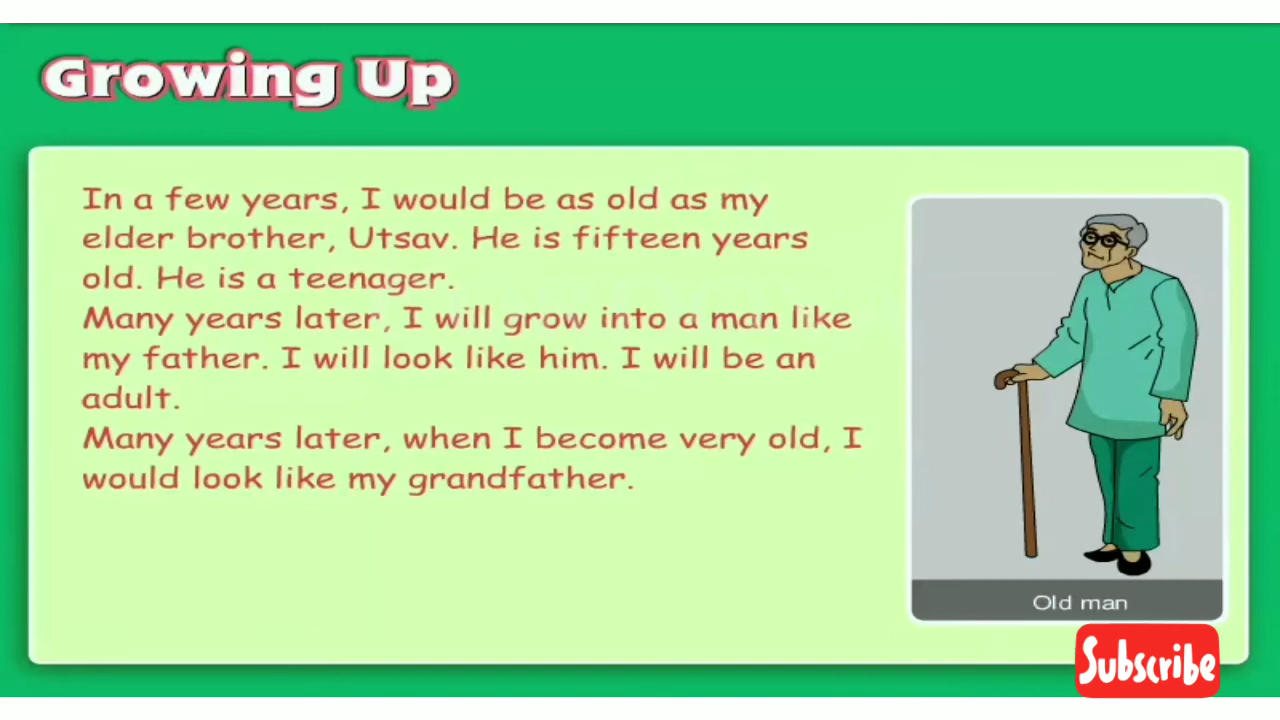 Growing Up
In a few years, I would be as old as my
elder brother, Utsav. He is fifteen years
old. He is a teenager.
Many years later, I will grow into a man like
my father. I will look like him. I will be an
adult.
Many years later, when I become very old, I
would look like my grandfather.
Old man
Subscribe